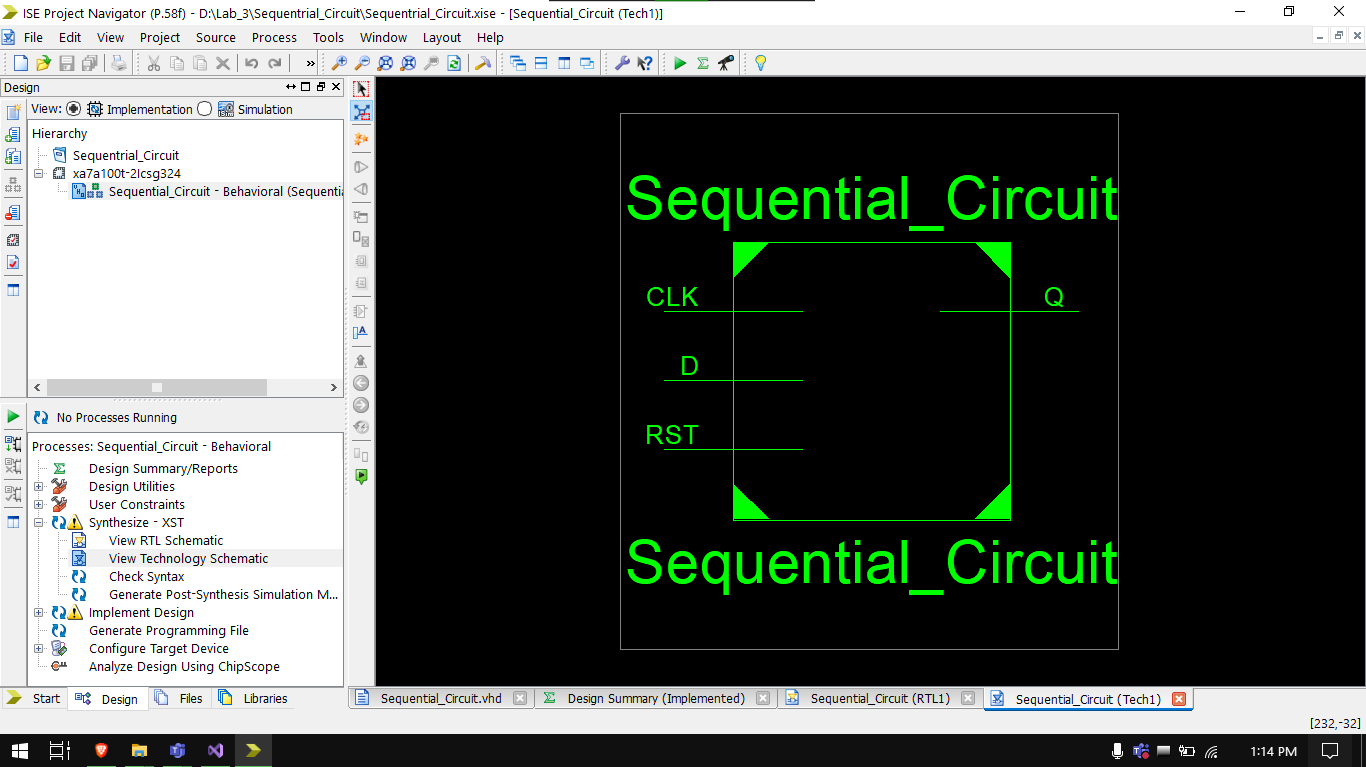 ISE Project Navigator (P.58f) - D:\Lab_3\Sequentrial_Circuit\Sequentrial_Circuit.xise - [Sequential_Circuit (Tech1)]
File Edit View Project Source Process Tools Window Layout Help
»
Design
View: Implementation Simulation
Hierarchy
Sequentrial_Circuit
xa7a100t-2Icsg324
Sequential_Circuit - Behavioral (Sequenti
No Processes Running
Processes: Sequential_Circuit - Behavioral
Design Summary/Reports
Design Utilities
User Constraints
Synthesize - XST
View RTL Schematic
View Technology Schematic
Check Syntax
Generate Post-Synthesis Simulation M...
Implement Design
Generate Programming File
Configure Target Device
Analyze Design Using ChipScope
Start Design Files Libraries
Sequential_Circuit
CLK
D
RST
Q
Sequential_Circuit
Sequential_Circuit.vhd
Design Summary (Implemented)
Sequential_Circuit (RTL1)
Sequential_Circuit (Tech1)
[232,-32]
1:14 PM